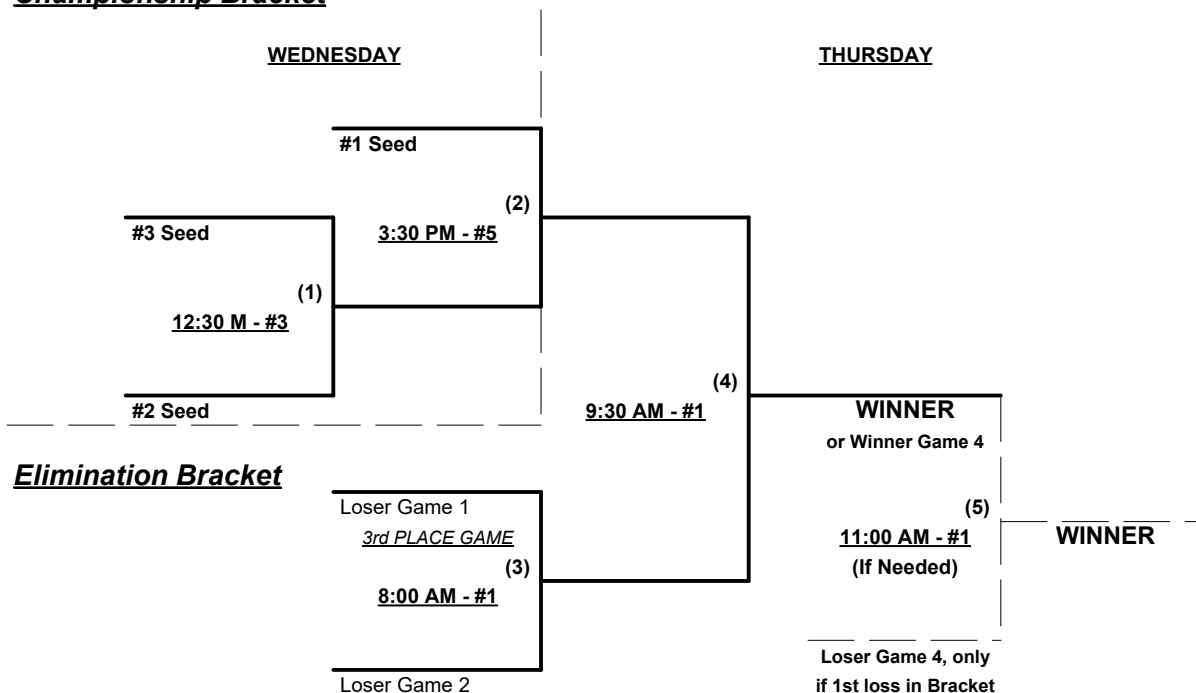 Championship Bracket
WEDNESDAY
THURSDAY
#1 Seed
(2)
#3 Seed
3:30 PM - #5
(1)
12:30 M - #3
(4)
#2 Seed
9:30 AM - #1
WINNER
or Winner Game 4
Elimination Bracket
Loser Game 1
(5)
3rd PLACE GAME
11:00 AM - #1
WINNER
(3)
(If Needed)
8:00 AM - #1
Loser Game 4, only
Loser Game 2
if 1st loss in Bracket